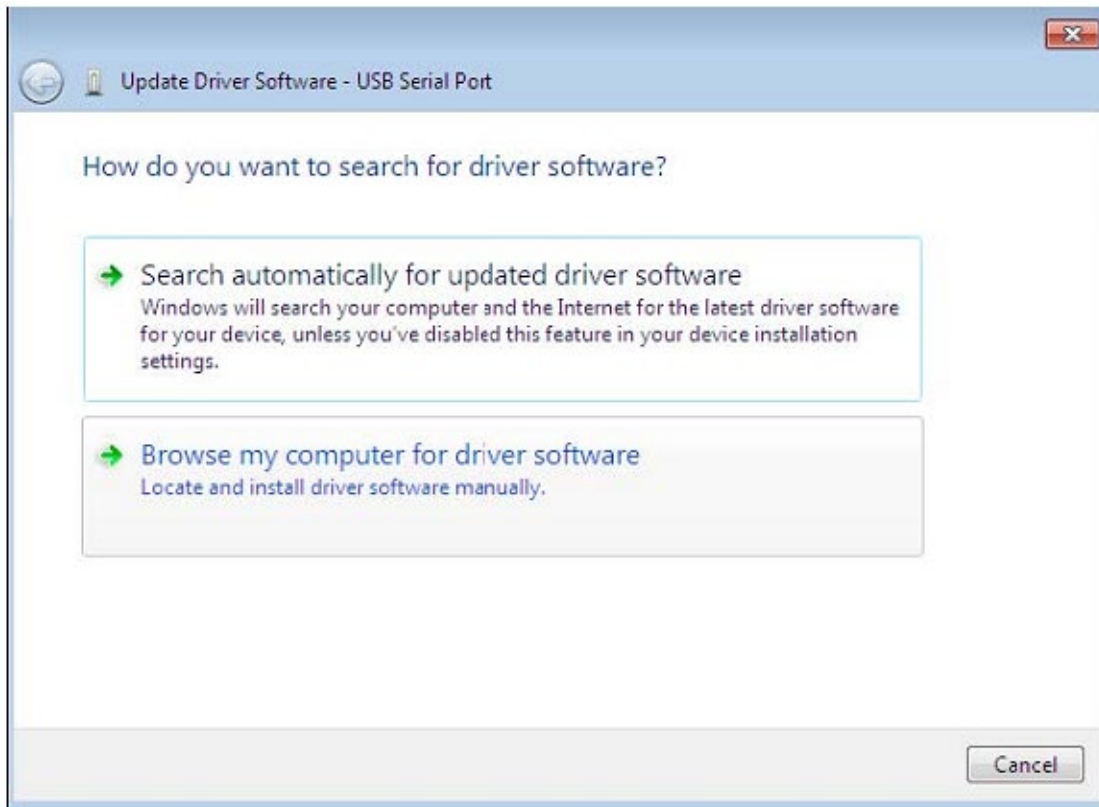 Update Driver Software - USB Serial Port
How do you want to search for driver software?
Search automatically for updated driver software
Windows will search your computer and the Internet for the latest driver software
for your device, unless you've disabled this feature in your device installation
settings.
Browse my computer for driver software
Locate and install driver software manually.
Cancel